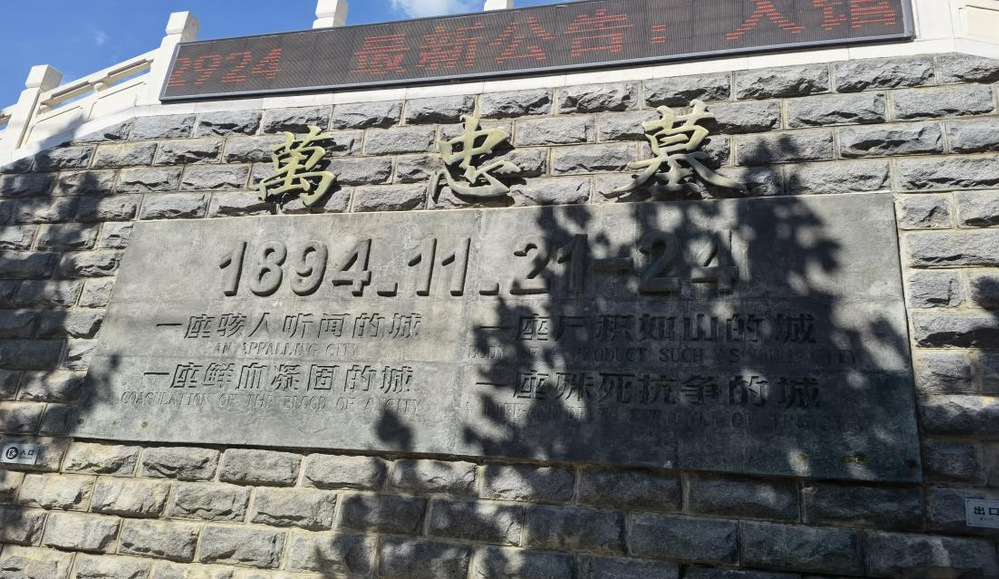 2924 最新公告：入馆
萬忠墓
1894.11.21-24
一座骇人听闻的城 一座尸积如山的城
AN APPALLING CITY
一座鲜血凝固的城 一座殊死抗争的城
COAGULATION OF THE BLOOD OF A CITY
入口
出口